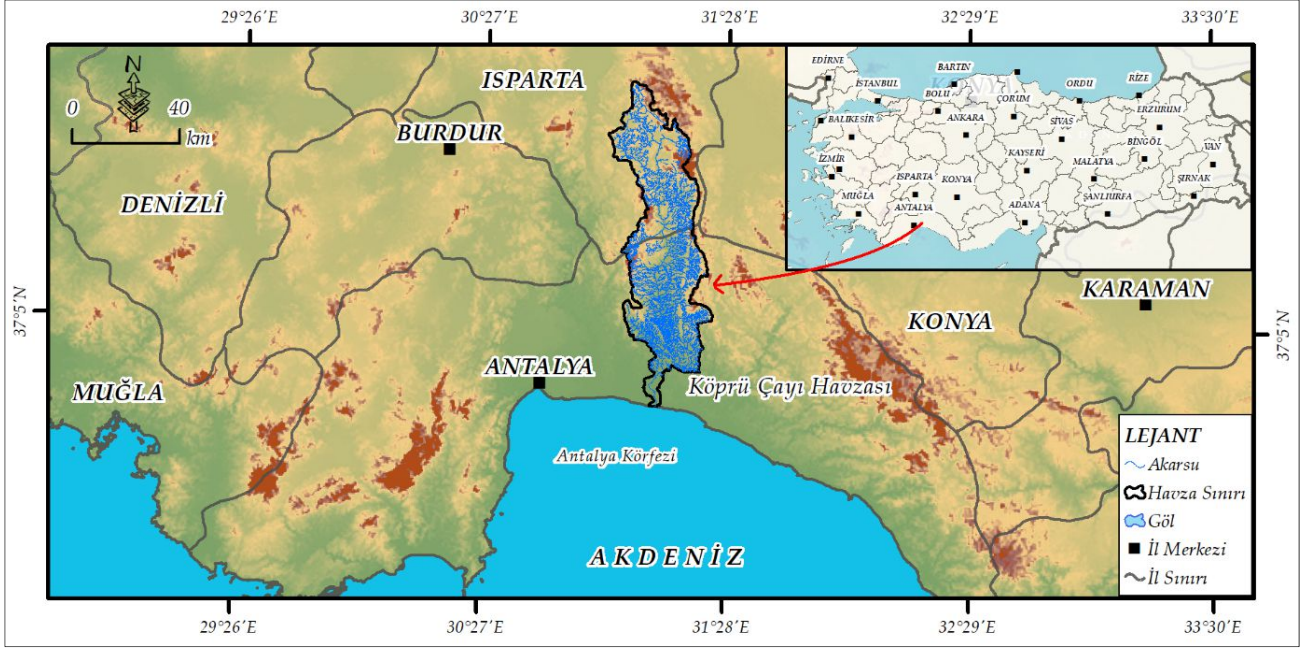 29°26′E 30°27′E 31°28′E 32°29′E 33°30′E
N
0 40
km
ISPARTA
BURDUR
DENİZLİ
MUĞLA
ANTALYA
KONYA
KARAMAN
Köprü Çayı Havzası
Antalya Körfezi
AKDENİZ
37°5′N
37°5′N
EDİRNE
İSTANBUL
BARTIN
KONYA
BOLU
ÇORUM
ORDU
RİZE
BALIKESİR
ANKARA
SİVAS
ERZURUM
İZMİR
KAYSERİ
MALATYA
BİNGÖL
VAN
ISPARTA
KONYA
MUĞLA
ANTALYA
ADANA
ŞANLIURFA
ŞIRNAK
LEJANT
Akarsu
Havza Sınırı
Göl
İl Merkezi
İl Sınırı
29°26′E 30°27′E 31°28′E 32°29′E 33°30′E